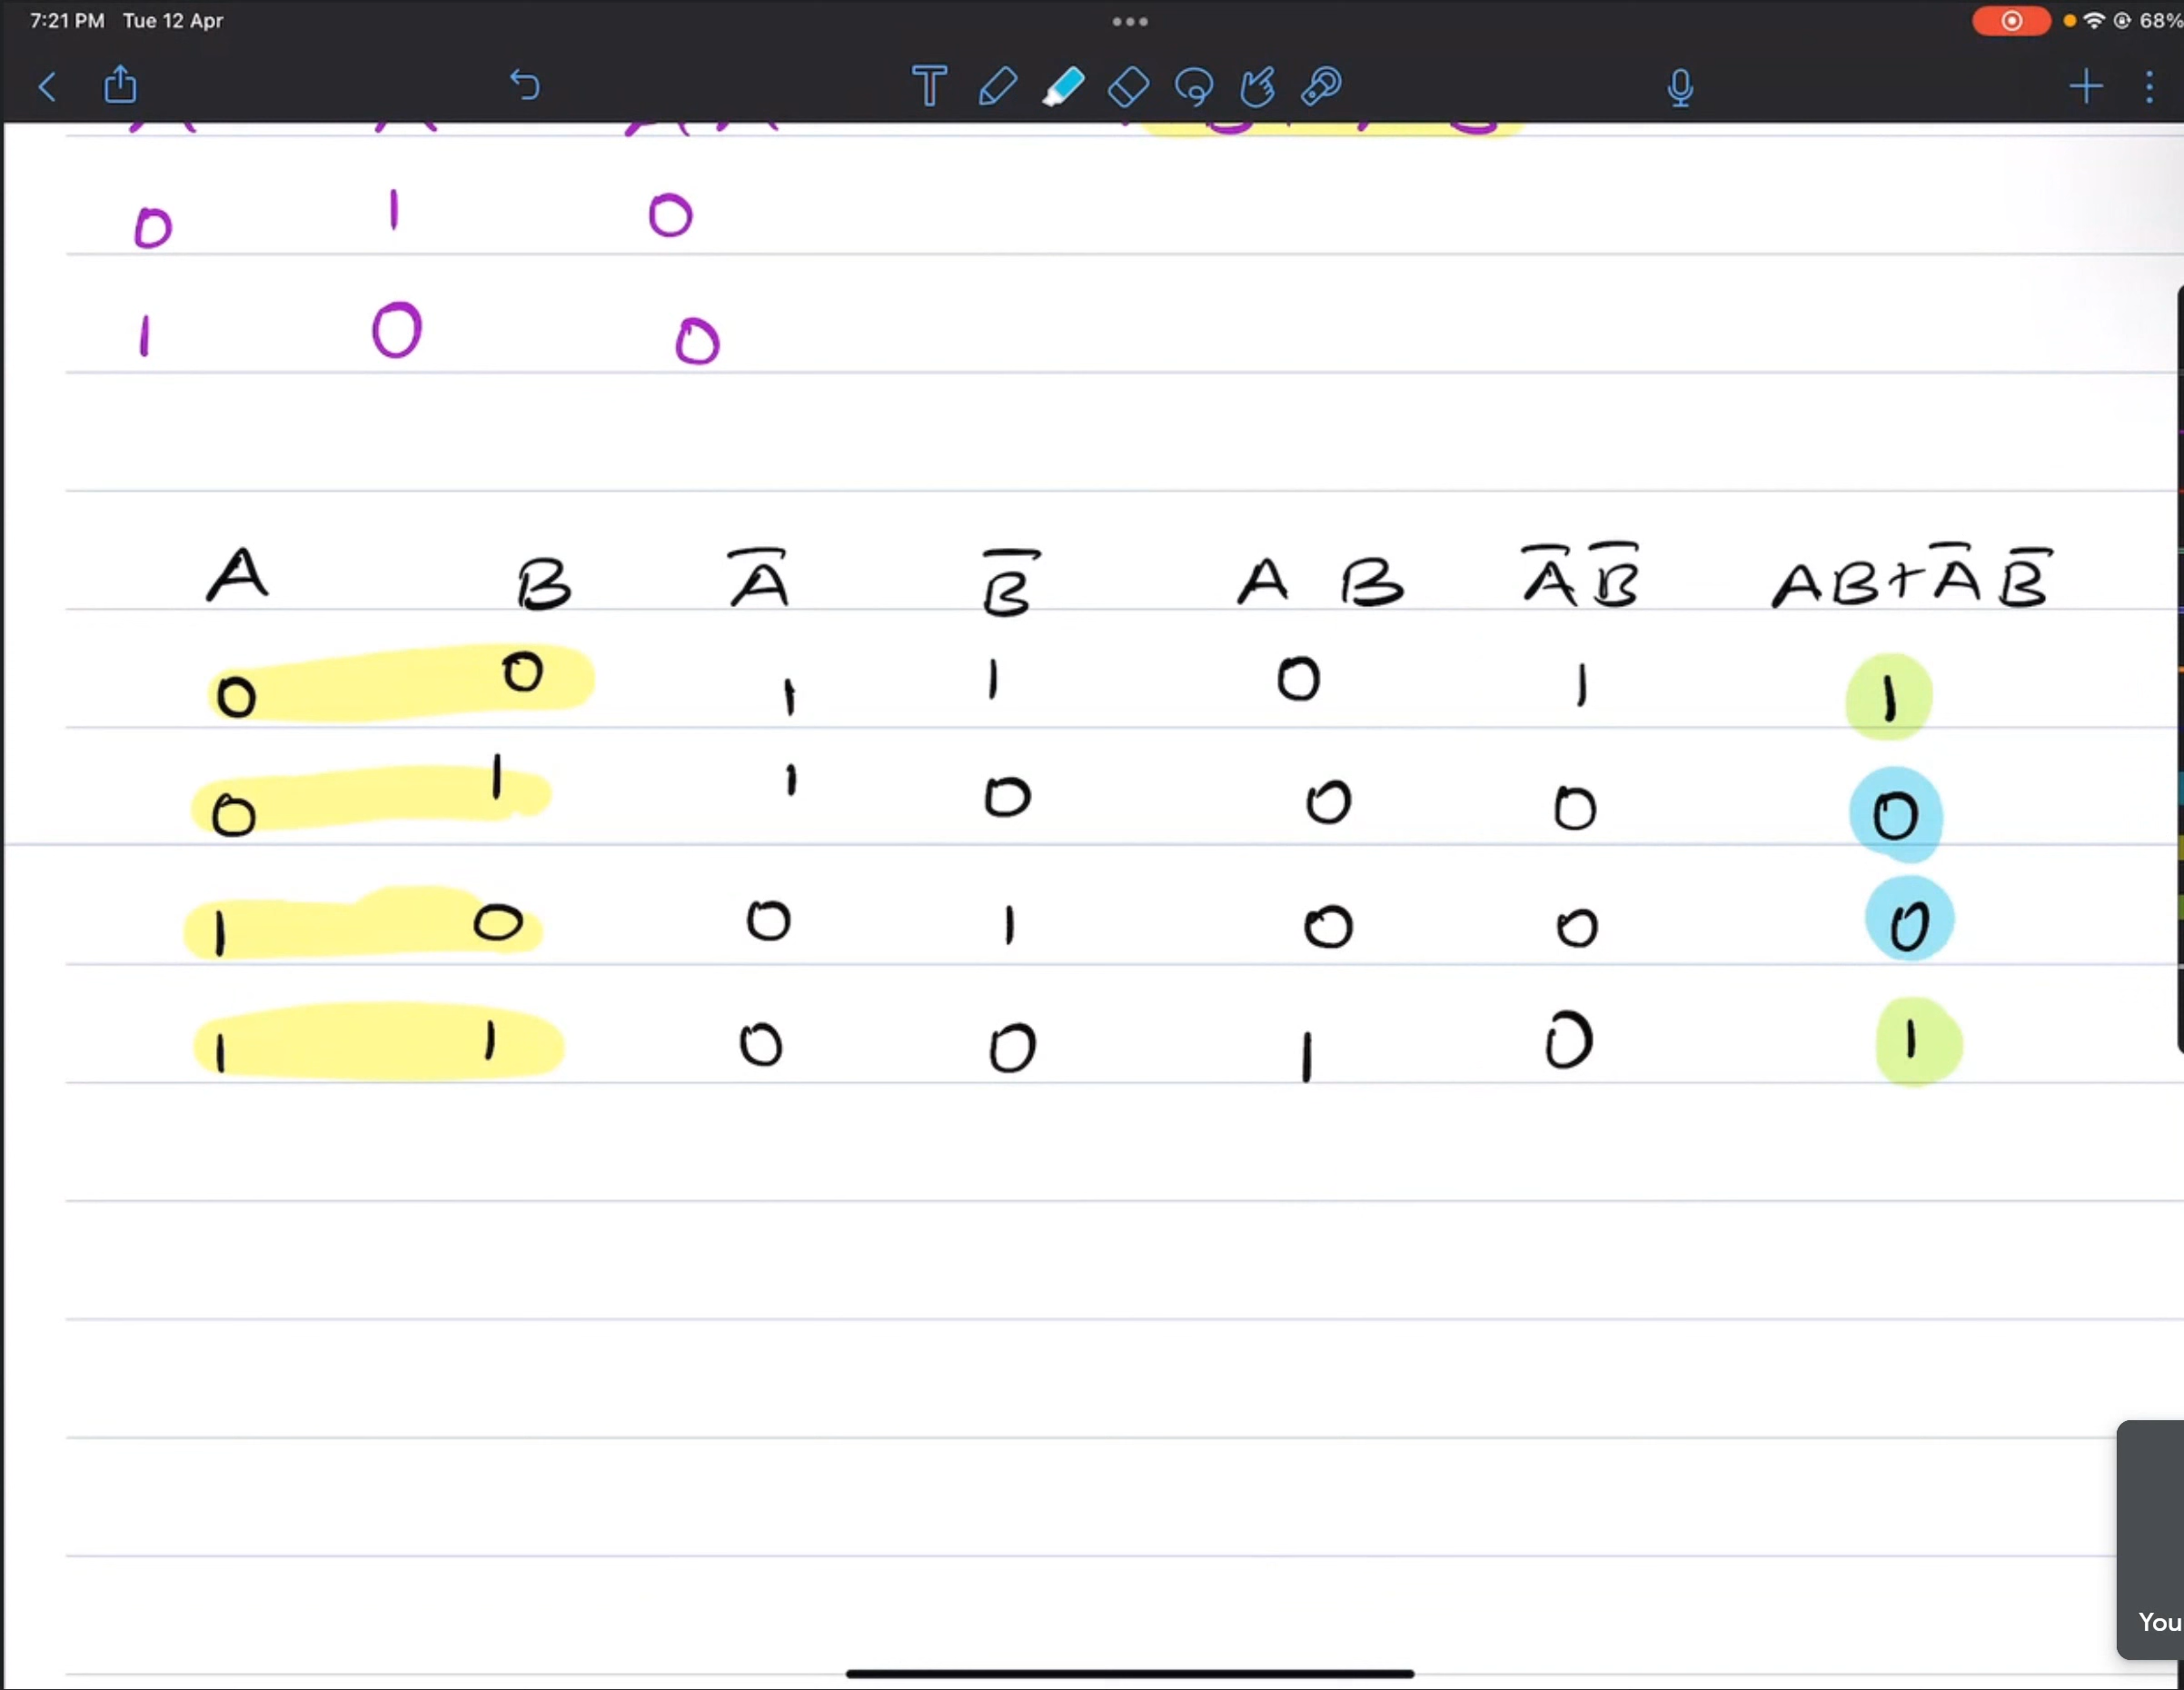 7:21 PM Tue 12 Apr 68%
0 1 0
1 0 0
A B A̅ B̅ A B A̅ B̅ AB+A̅ B̅
0 0 1 1 0 1 1
0 1 1 0 0 0 0
1 0 0 1 0 0 0
1 1 0 0 1 0 1
You